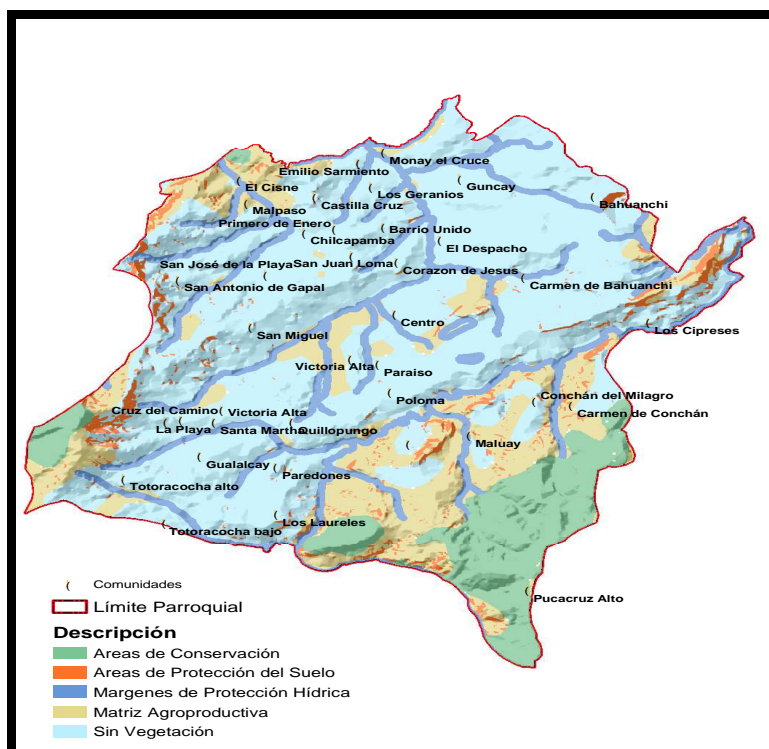 Monay el Cruce
Emilio Sarmiento
El Cisne
Los Geranios
Guncay
Malpaso
Castilla Cruz
Bahuanchi
Primero de Enero
Barrio Unido
Chilcapamba
El Despacho
San José de la Playa
San Juan Loma
Corazon de Jesus
San Antonio de Gapal
Carmen de Bahuanchi
Centro
San Miguel
Los Cipreses
Victoria Alta
Paraiso
Poloma
Conchán del Milagro
Cruz del Camino
Victoria Alta
Carmen de Conchán
La Playa
Santa Martha
Quillopungo
Maluay
Gualalcay
Paredones
Totoracocha alto
Los Laureles
Totoracocha bajo
Pucacruz Alto
Comunidades
Límite Parroquial
Descripción
Areas de Conservación
Areas de Protección del Suelo
Margenes de Protección Hídrica
Matriz Agroproductiva
Sin Vegetación